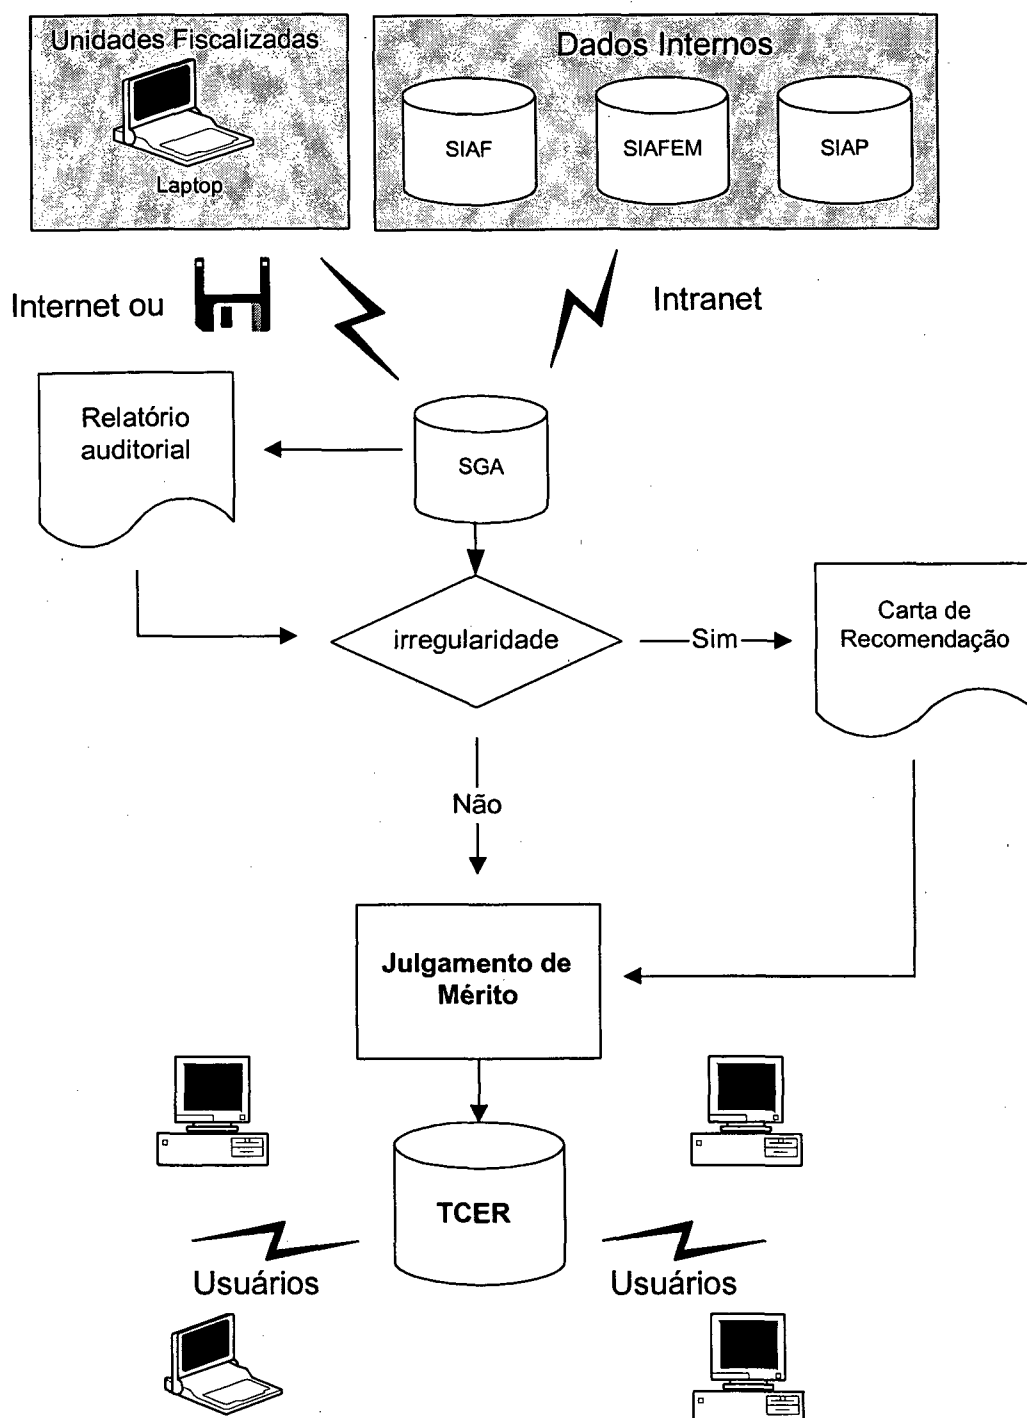 Unidades Fiscalizadas
Laptop
Dados Internos
SIAF
SIAFEM
SIAP
Internet ou
Intranet
Relatório
auditorial
SGA
irregularidade
Sim
Carta de
Recomendação
Não
Julgamento de
Mérito
TCER
Usuários
Usuários